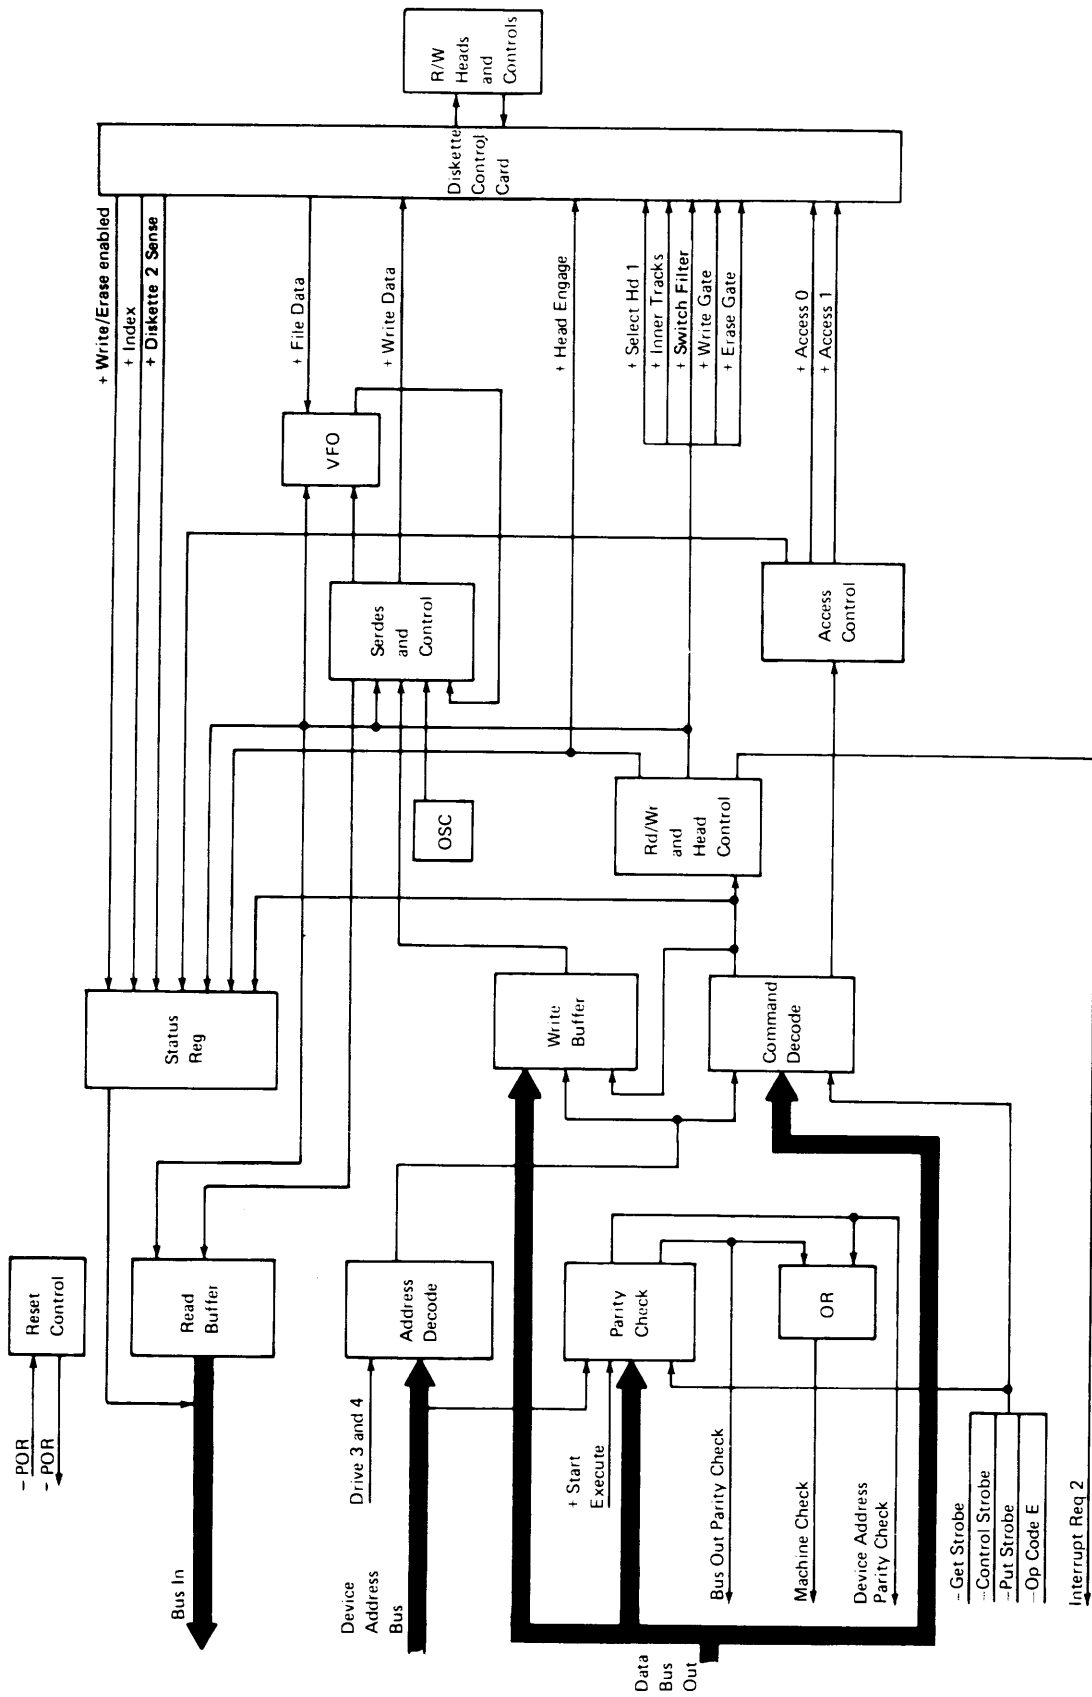 - POR
- POR
Reset
Control
Bus In
Read
Buffer
Status
Reg
+ Write/Erase enabled
+ Index
+ Diskette 2 Sense
Device
Address
Bus
Drive 3 and 4
Address
Decode
+ File Data
VFO
Serdes
and
Control
+ Write Data
OSC
Write
Buffer
+ Head Engage
R/W
Heads
and
Controls
Diskette
Control
Card
+ Start
Execute
Parity
Check
Rd/Wr
and
Head
Control
+ Select Hd 1
+ Inner Tracks
+ Switch Filter
+ Write Gate
+ Erase Gate
Data
Bus
Out
Bus Out Parity Check
Machine Check
Device Address
Parity Check
OR
Command
Decode
Access
Control
+ Access 0
+ Access 1
- Get Strobe
- Control Strobe
- Put Strobe
- Op Code E
Interrupt Req 2